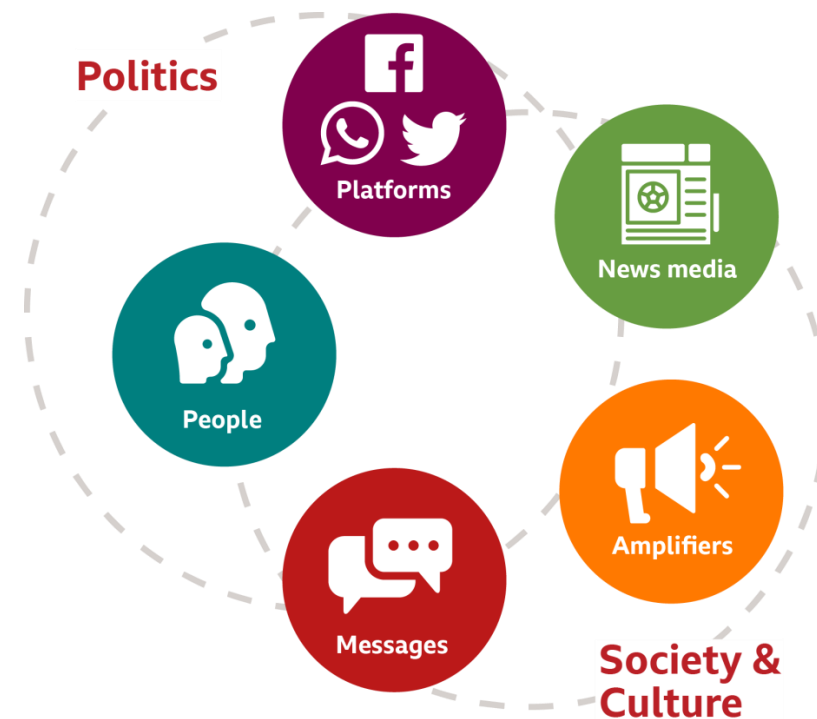 Politics
Platforms
News media
People
Amplifiers
Messages
Society &
Culture